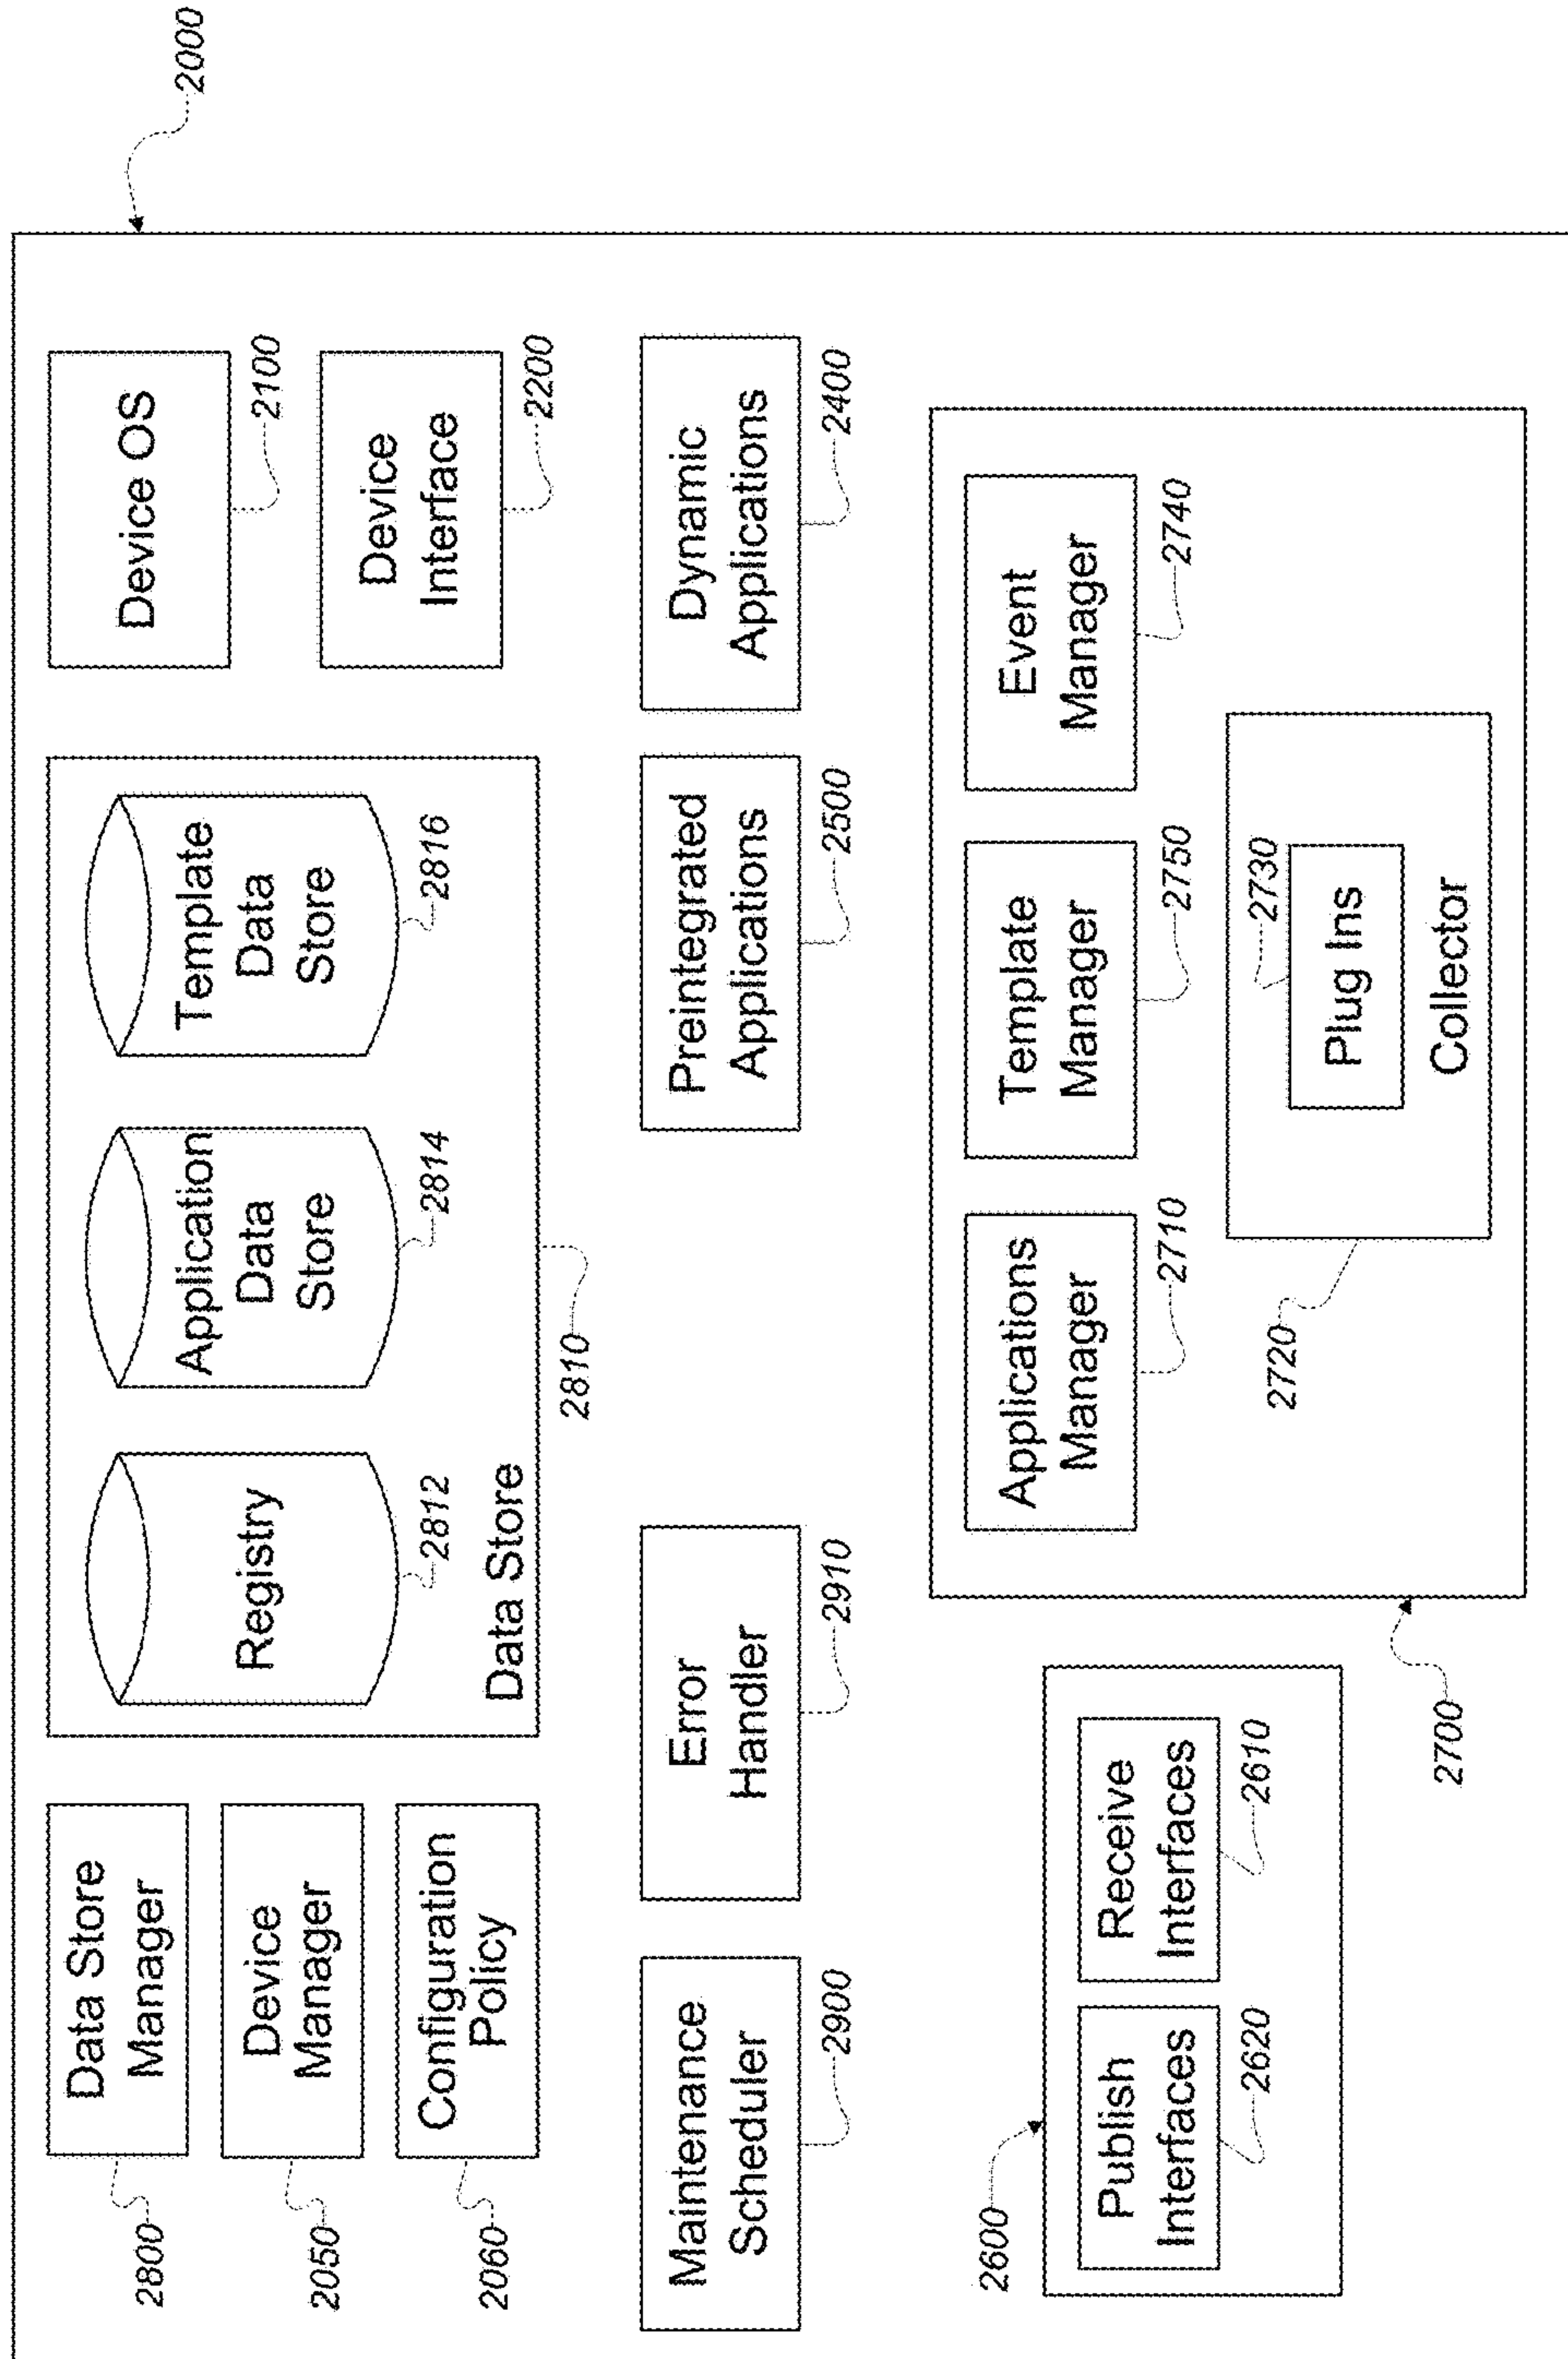 2000
Data Store
Manager
2800
Device
Manager
2050
Configuration
Policy
2060
Registry
2812
Application
Data
Store
2814
Template
Data
Store
2816
Data Store
2810
Device OS
2100
Device
Interface
2200
Maintenance
Scheduler
2900
Error
Handler
2910
Preintegrated
Applications
2500
Dynamic
Applications
2400
2600
Publish
Interfaces
2620
Receive
Interfaces
2610
2700
Applications
Manager
2710
Template
Manager
2750
Event
Manager
2740
2720
2730
Plug Ins
Collector